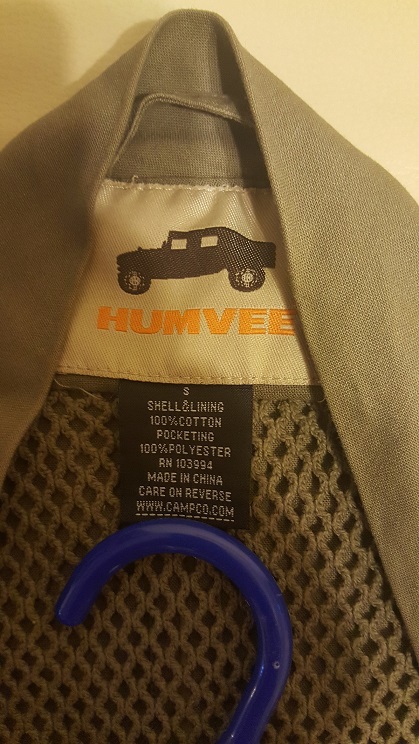 HUMVEE
S
SHELL&LINING
100%COTTON
POCKETING
100%POLYESTER
RN 103994
MADE IN CHINA
CARE ON REVERSE
WWW.CAMPCO.COM